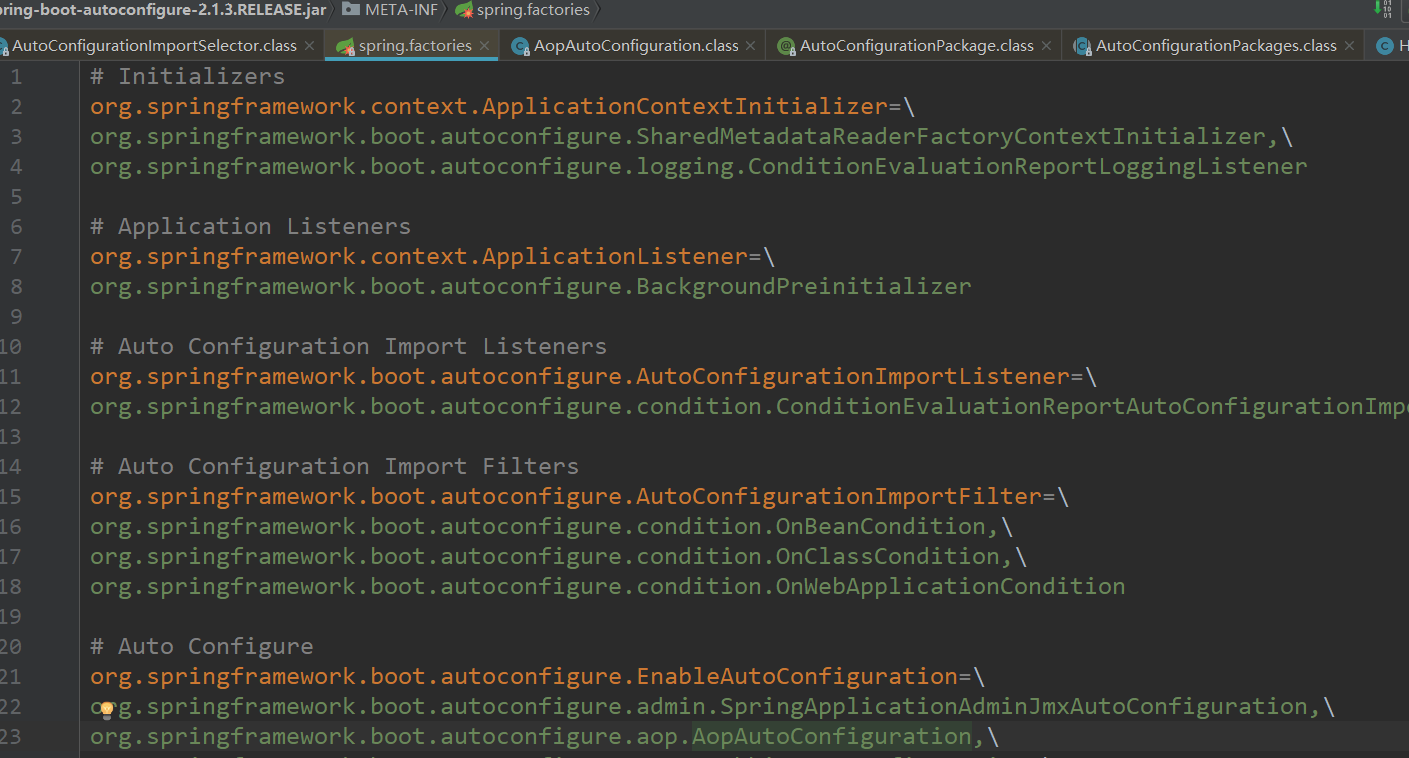 ring-boot-autoconfigure-2.1.3.RELEASE.jar META-INF spring.factories
AutoConfigurationImportSelector.class spring.factories AopAutoConfiguration.class AutoConfigurationPackage.class AutoConfigurationPackages.class H
1 # Initializers
2 org.springframework.context.ApplicationContextInitializer=\
3 org.springframework.boot.autoconfigure.SharedMetadataReaderFactoryContextInitializer,\
4 org.springframework.boot.autoconfigure.logging.ConditionEvaluationReportLoggingListener
5
6 # Application Listeners
7 org.springframework.context.ApplicationListener=\
8 org.springframework.boot.autoconfigure.BackgroundPreinitializer
9
10 # Auto Configuration Import Listeners
11 org.springframework.boot.autoconfigure.AutoConfigurationImportListener=\
12 org.springframework.boot.autoconfigure.condition.ConditionEvaluationReportAutoConfigurationImp
13
14 # Auto Configuration Import Filters
15 org.springframework.boot.autoconfigure.AutoConfigurationImportFilter=\
16 org.springframework.boot.autoconfigure.condition.OnBeanCondition,\
17 org.springframework.boot.autoconfigure.condition.OnClassCondition,\
18 org.springframework.boot.autoconfigure.condition.OnWebApplicationCondition
19
20 # Auto Configure
21 org.springframework.boot.autoconfigure.EnableAutoConfiguration=\
22 org.springframework.boot.autoconfigure.admin.SpringApplicationAdminJmxAutoConfiguration,\
23 org.springframework.boot.autoconfigure.aop.AopAutoConfiguration,\